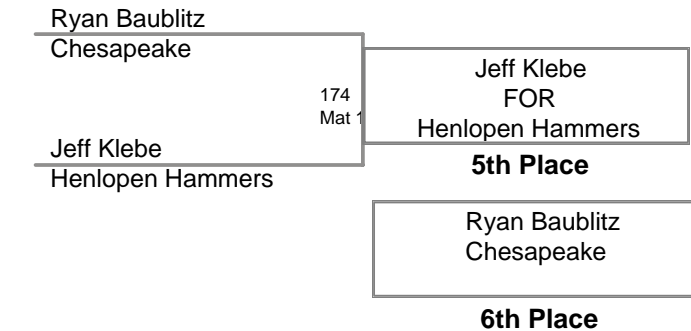 Ryan Baublitz
Chesapeake
174
Mat 1
Jeff Klebe
Henlopen Hammers
Jeff Klebe
FOR
Henlopen Hammers
5th Place
Ryan Baublitz
Chesapeake
6th Place